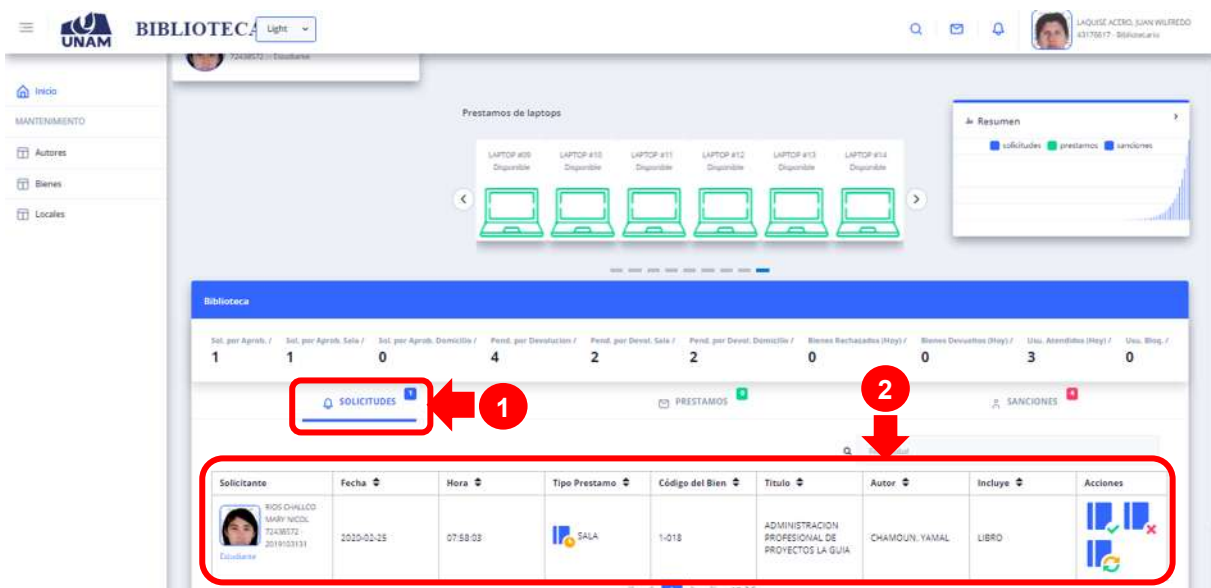 UNAM
BIBLIOTECA
Light
LAQUISE ACERO, JUAN WILFREDO
43176617 - Bibliotecario
72438572 - Estudiante
Inicio
MANTENIMIENTO
Autores
Bienes
Locales
Prestamos de laptops
LAPTOP #09 LAPTOP #10 LAPTOP #11 LAPTOP #12 LAPTOP #13 LAPTOP #14
Disponible Disponible Disponible Disponible Disponible Disponible
Resumen
solicitudes prestamos sanciones
Biblioteca
Sol. por Aprob. / Sol. por Aprob. Sala / Sol. por Aprob. Domicilio / Pend. por Devolucion / Pend. por Devol. Sala / Pend. por Devol. Domicilio / Bienes Rechazados (Hoy) / Bienes Devueltos (Hoy) / Usu. Atendidos (Hoy) / Usu. Bloq. /
1 1 0 4 2 2 0 0 3 0
SOLICITUDES 1
PRESTAMOS
SANCIONES
1
2
Solicitante Fecha Hora Tipo Prestamo Código del Bien Titulo Autor Incluye Acciones
RIOS CHALLCO
MARY NICOL
72438572 -
2019103131
Estudiante
2020-02-25
07:58:03
SALA
1-018
ADMINISTRACION
PROFESIONAL DE
PROYECTOS LA GUIA
CHAMOUN, YAMAL
LIBRO